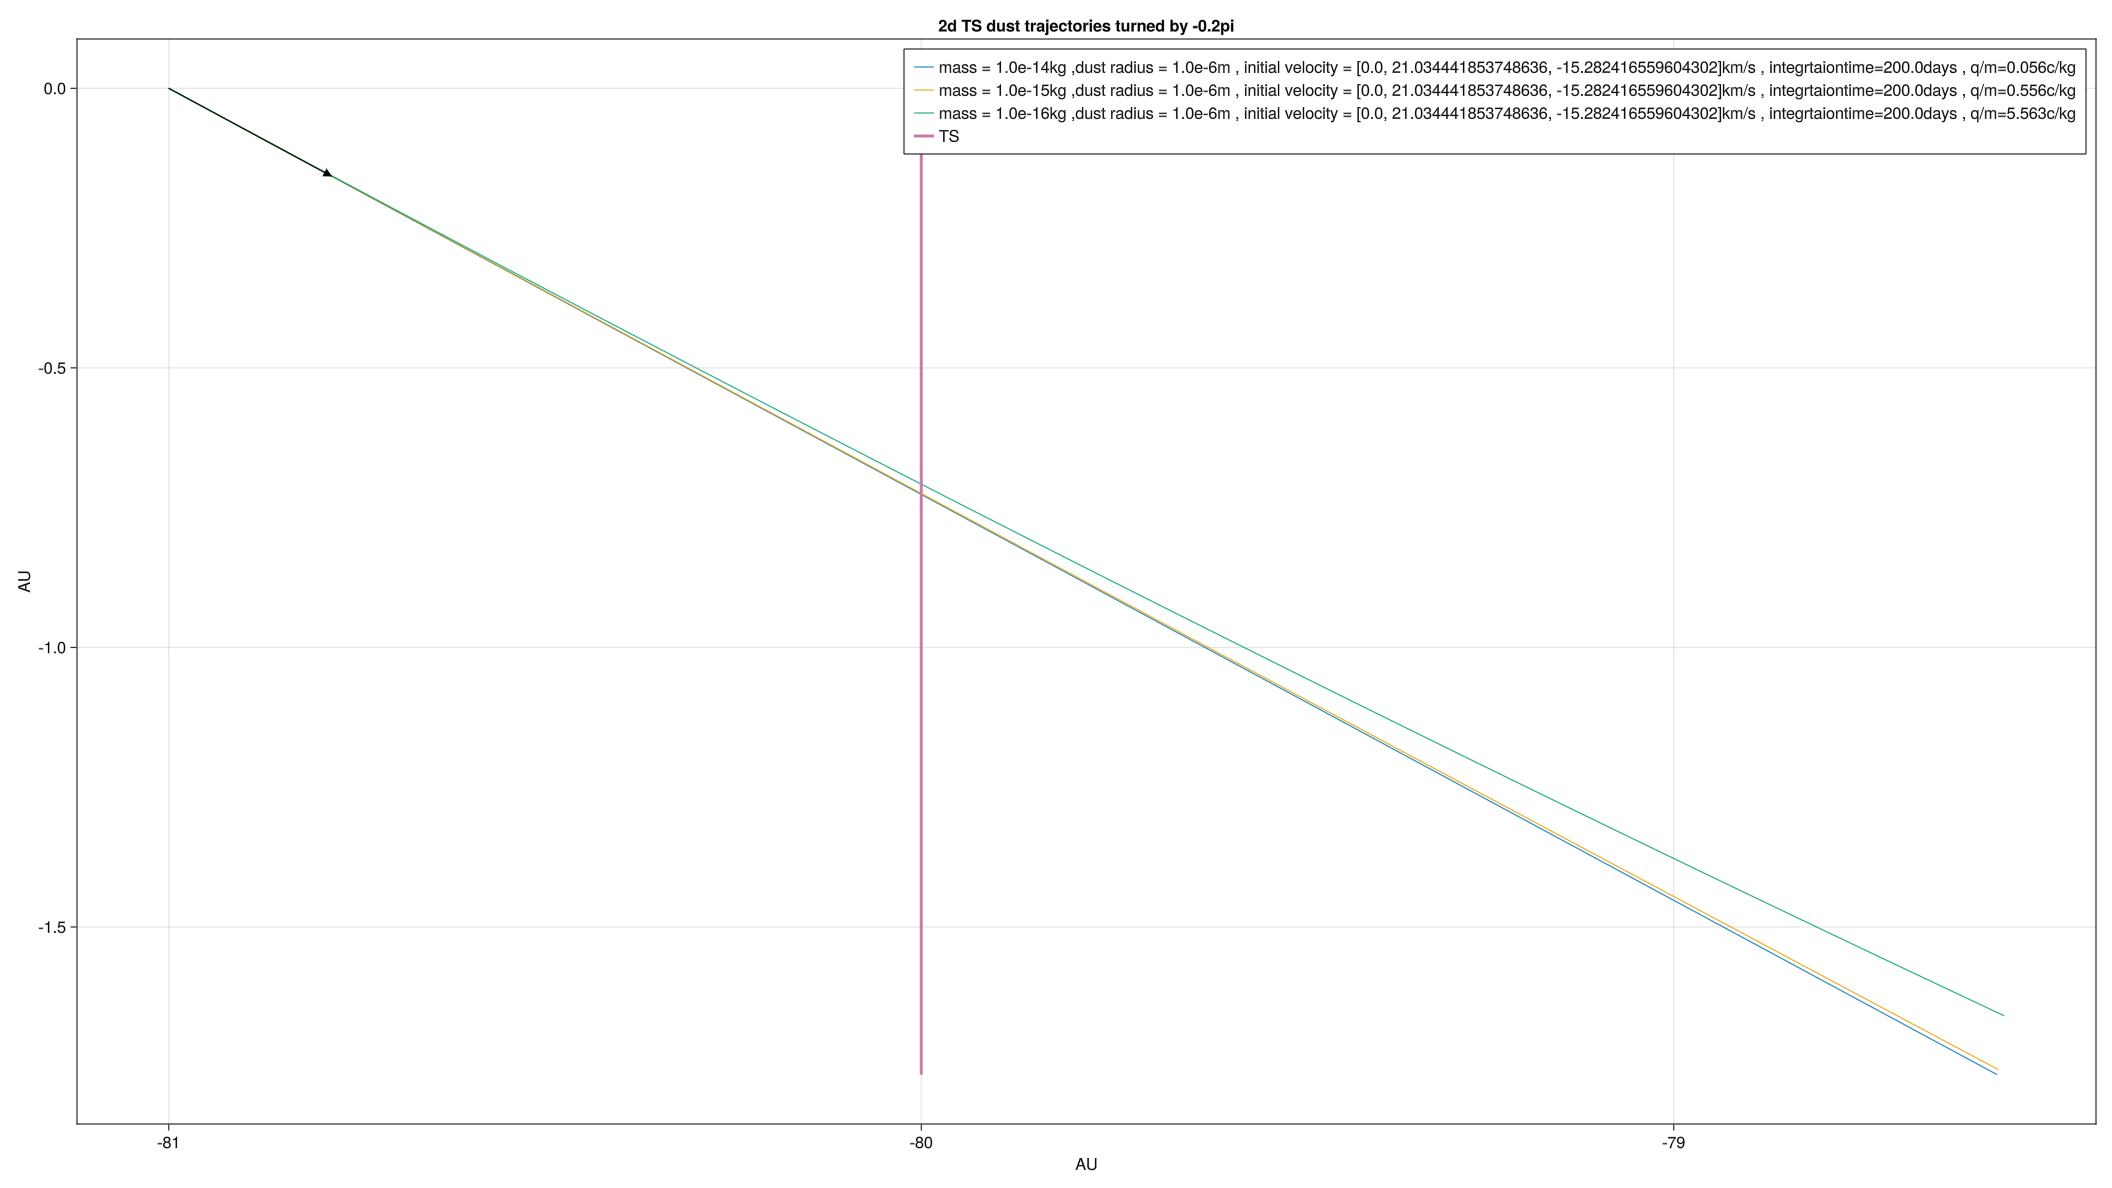 2d TS dust trajectories turned by -0.2pi
mass = 1.0e-14kg ,dust radius = 1.0e-6m , initial velocity = [0.0, 21.034441853748636, -15.282416559604302]km/s , integrtaiontime=200.0days , q/m=0.056c/kg
mass = 1.0e-15kg ,dust radius = 1.0e-6m , initial velocity = [0.0, 21.034441853748636, -15.282416559604302]km/s , integrtaiontime=200.0days , q/m=0.556c/kg
mass = 1.0e-16kg ,dust radius = 1.0e-6m , initial velocity = [0.0, 21.034441853748636, -15.282416559604302]km/s , integrtaiontime=200.0days , q/m=5.563c/kg
TS
0.0
-0.5
-1.0
-1.5
AU
-81
-80
-79
AU